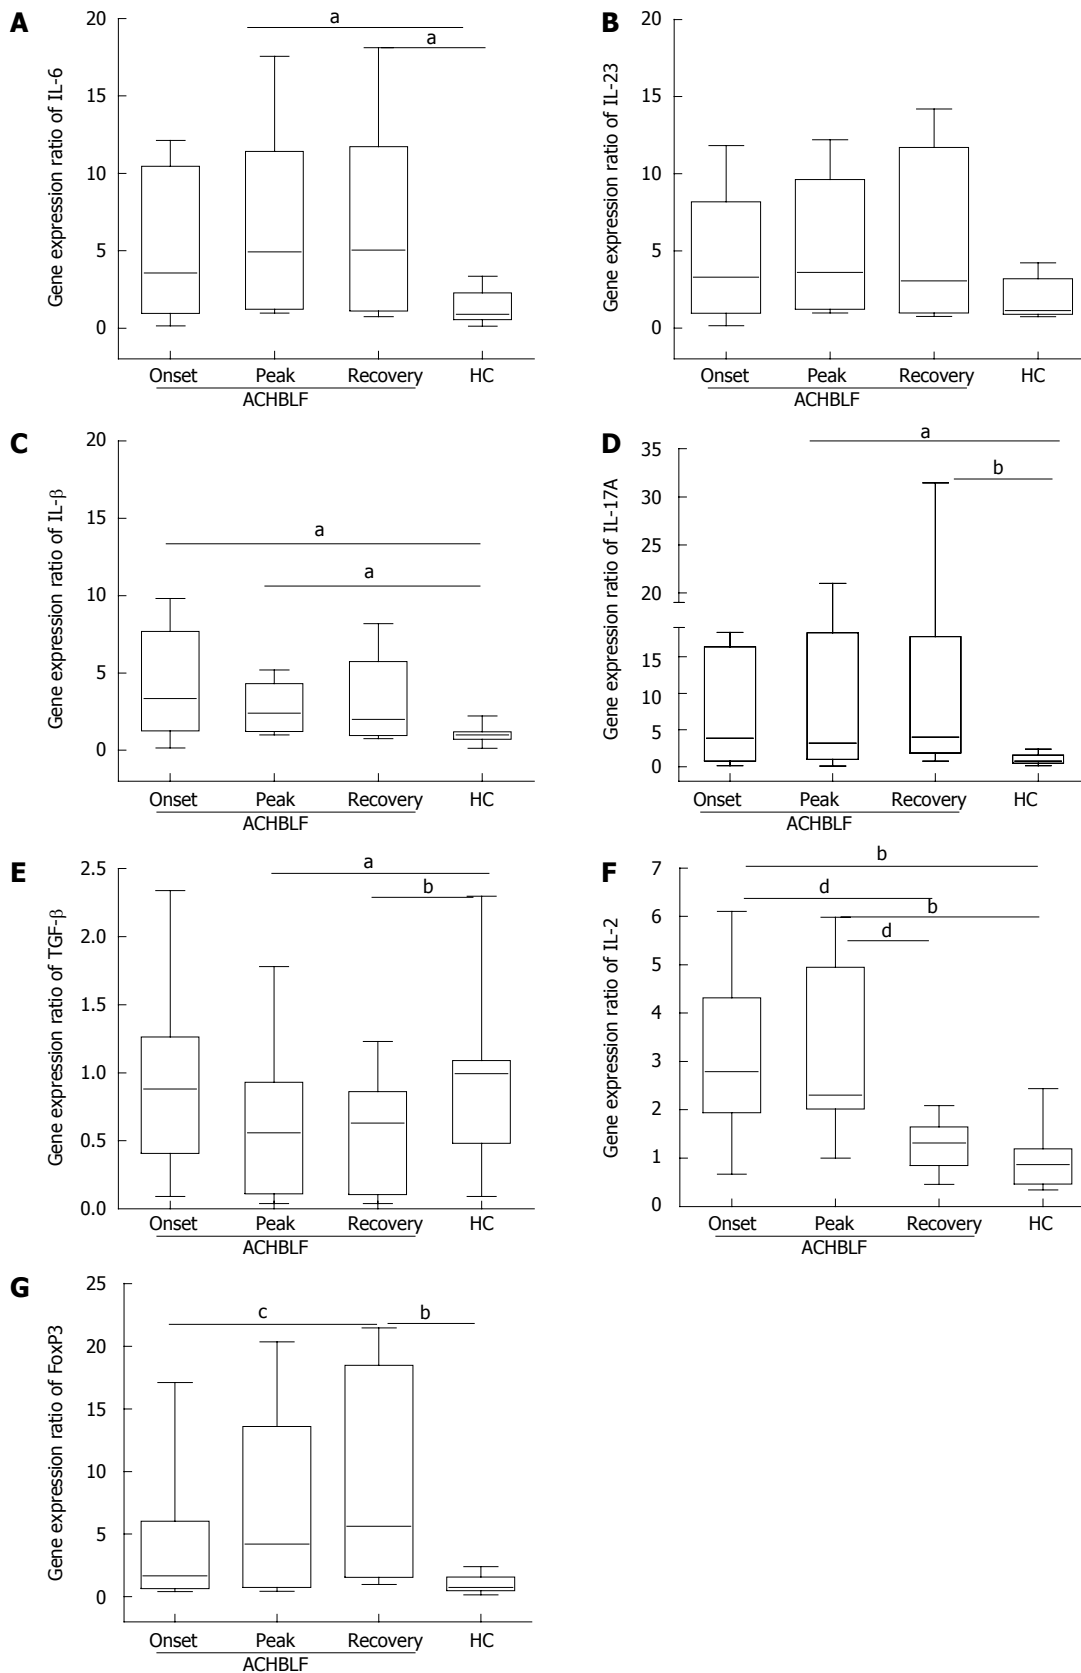 A
Gene expression ratio of IL-6
20
15
10
5
0
a
a
Onset Peak Recovery HC
ACHBLF
B
Gene expression ratio of IL-23
20
15
10
5
0
Onset Peak Recovery HC
ACHBLF
C
Gene expression ratio of IL-β
20
15
10
5
0
a
a
Onset Peak Recovery HC
ACHBLF
D
Gene expression ratio of IL-17A
35
30
25
20
15
10
5
0
a
b
Onset Peak Recovery HC
ACHBLF
E
Gene expression ratio of TGF-β
2.5
2.0
1.5
1.0
0.5
0.0
a
b
Onset Peak Recovery HC
ACHBLF
F
Gene expression ratio of IL-2
7
6
5
4
3
2
1
0
b
d
b
d
Onset Peak Recovery HC
ACHBLF
G
Gene expression ratio of FoxP3
25
20
15
10
5
0
c
b
Onset Peak Recovery HC
ACHBLF